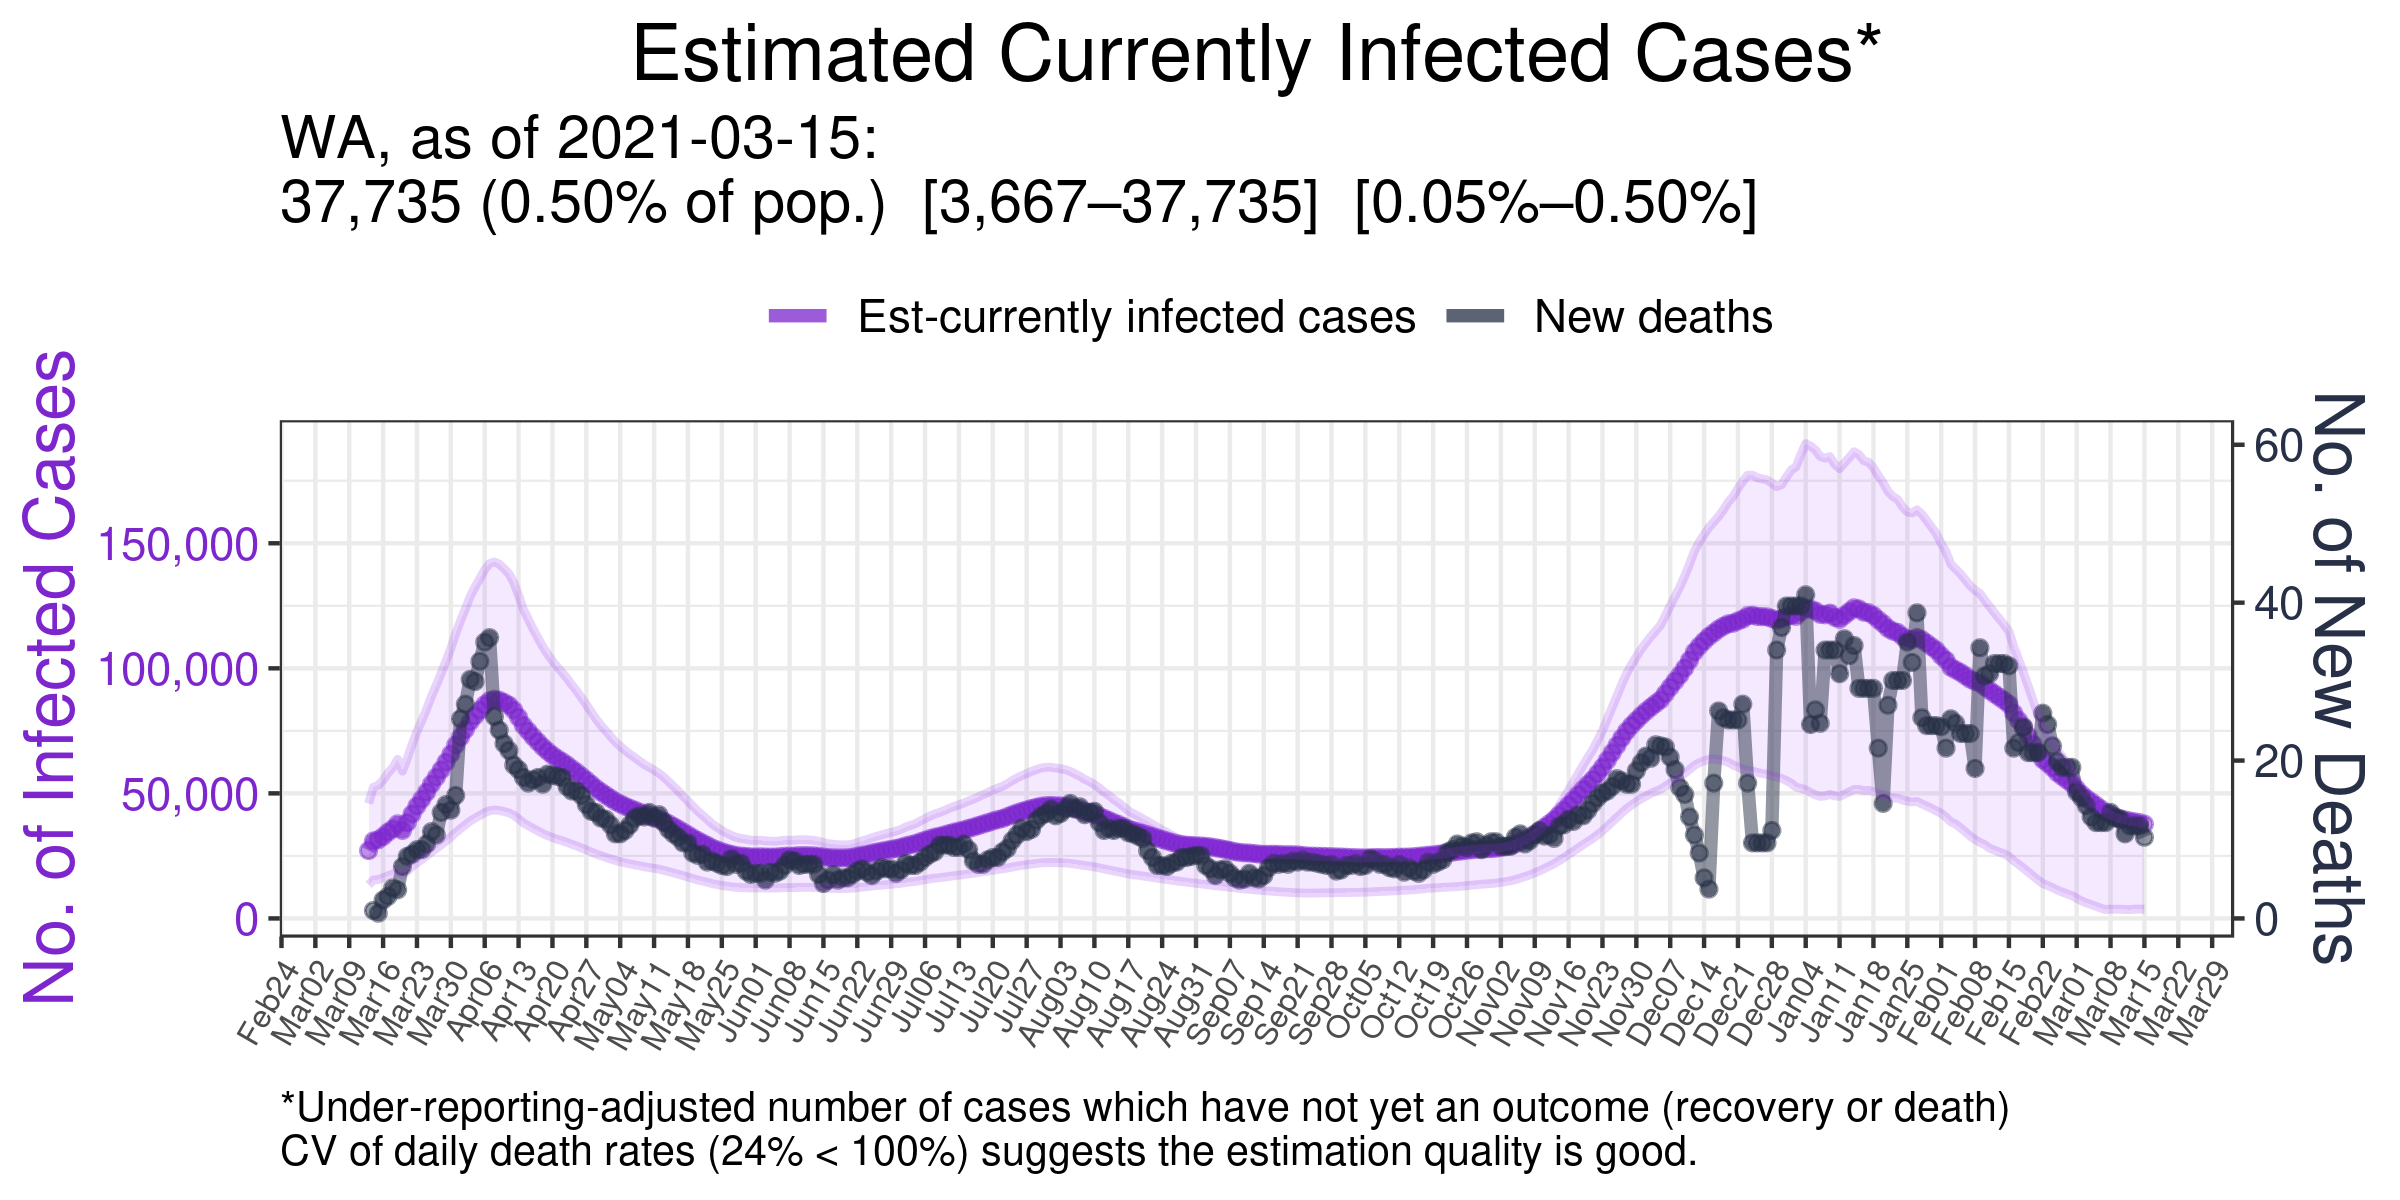 Estimated Currently Infected Cases*
WA, as of 2021-03-15:
37,735 (0.50% of pop.) [3,667–37,735] [0.05%–0.50%]
Est-currently infected cases
New deaths
No. of Infected Cases
150,000
100,000
50,000
0
60
40
20
0
No. of New Deaths
Feb24
Mar02
Mar09
Mar16
Mar23
Mar30
Apr06
Apr13
Apr20
Apr27
May04
May11
May18
May25
Jun01
Jun08
Jun15
Jun22
Jun29
Jul06
Jul13
Jul20
Jul27
Aug03
Aug10
Aug17
Aug24
Aug31
Sep07
Sep14
Sep21
Sep28
Oct05
Oct12
Oct19
Oct26
Nov02
Nov09
Nov16
Nov23
Nov30
Dec07
Dec14
Dec21
Dec28
Jan04
Jan11
Jan18
Jan25
Feb01
Feb08
Feb15
Feb22
Mar01
Mar08
Mar15
Mar22
Mar29
*Under-reporting-adjusted number of cases which have not yet an outcome (recovery or death)
CV of daily death rates (24% < 100%) suggests the estimation quality is good.